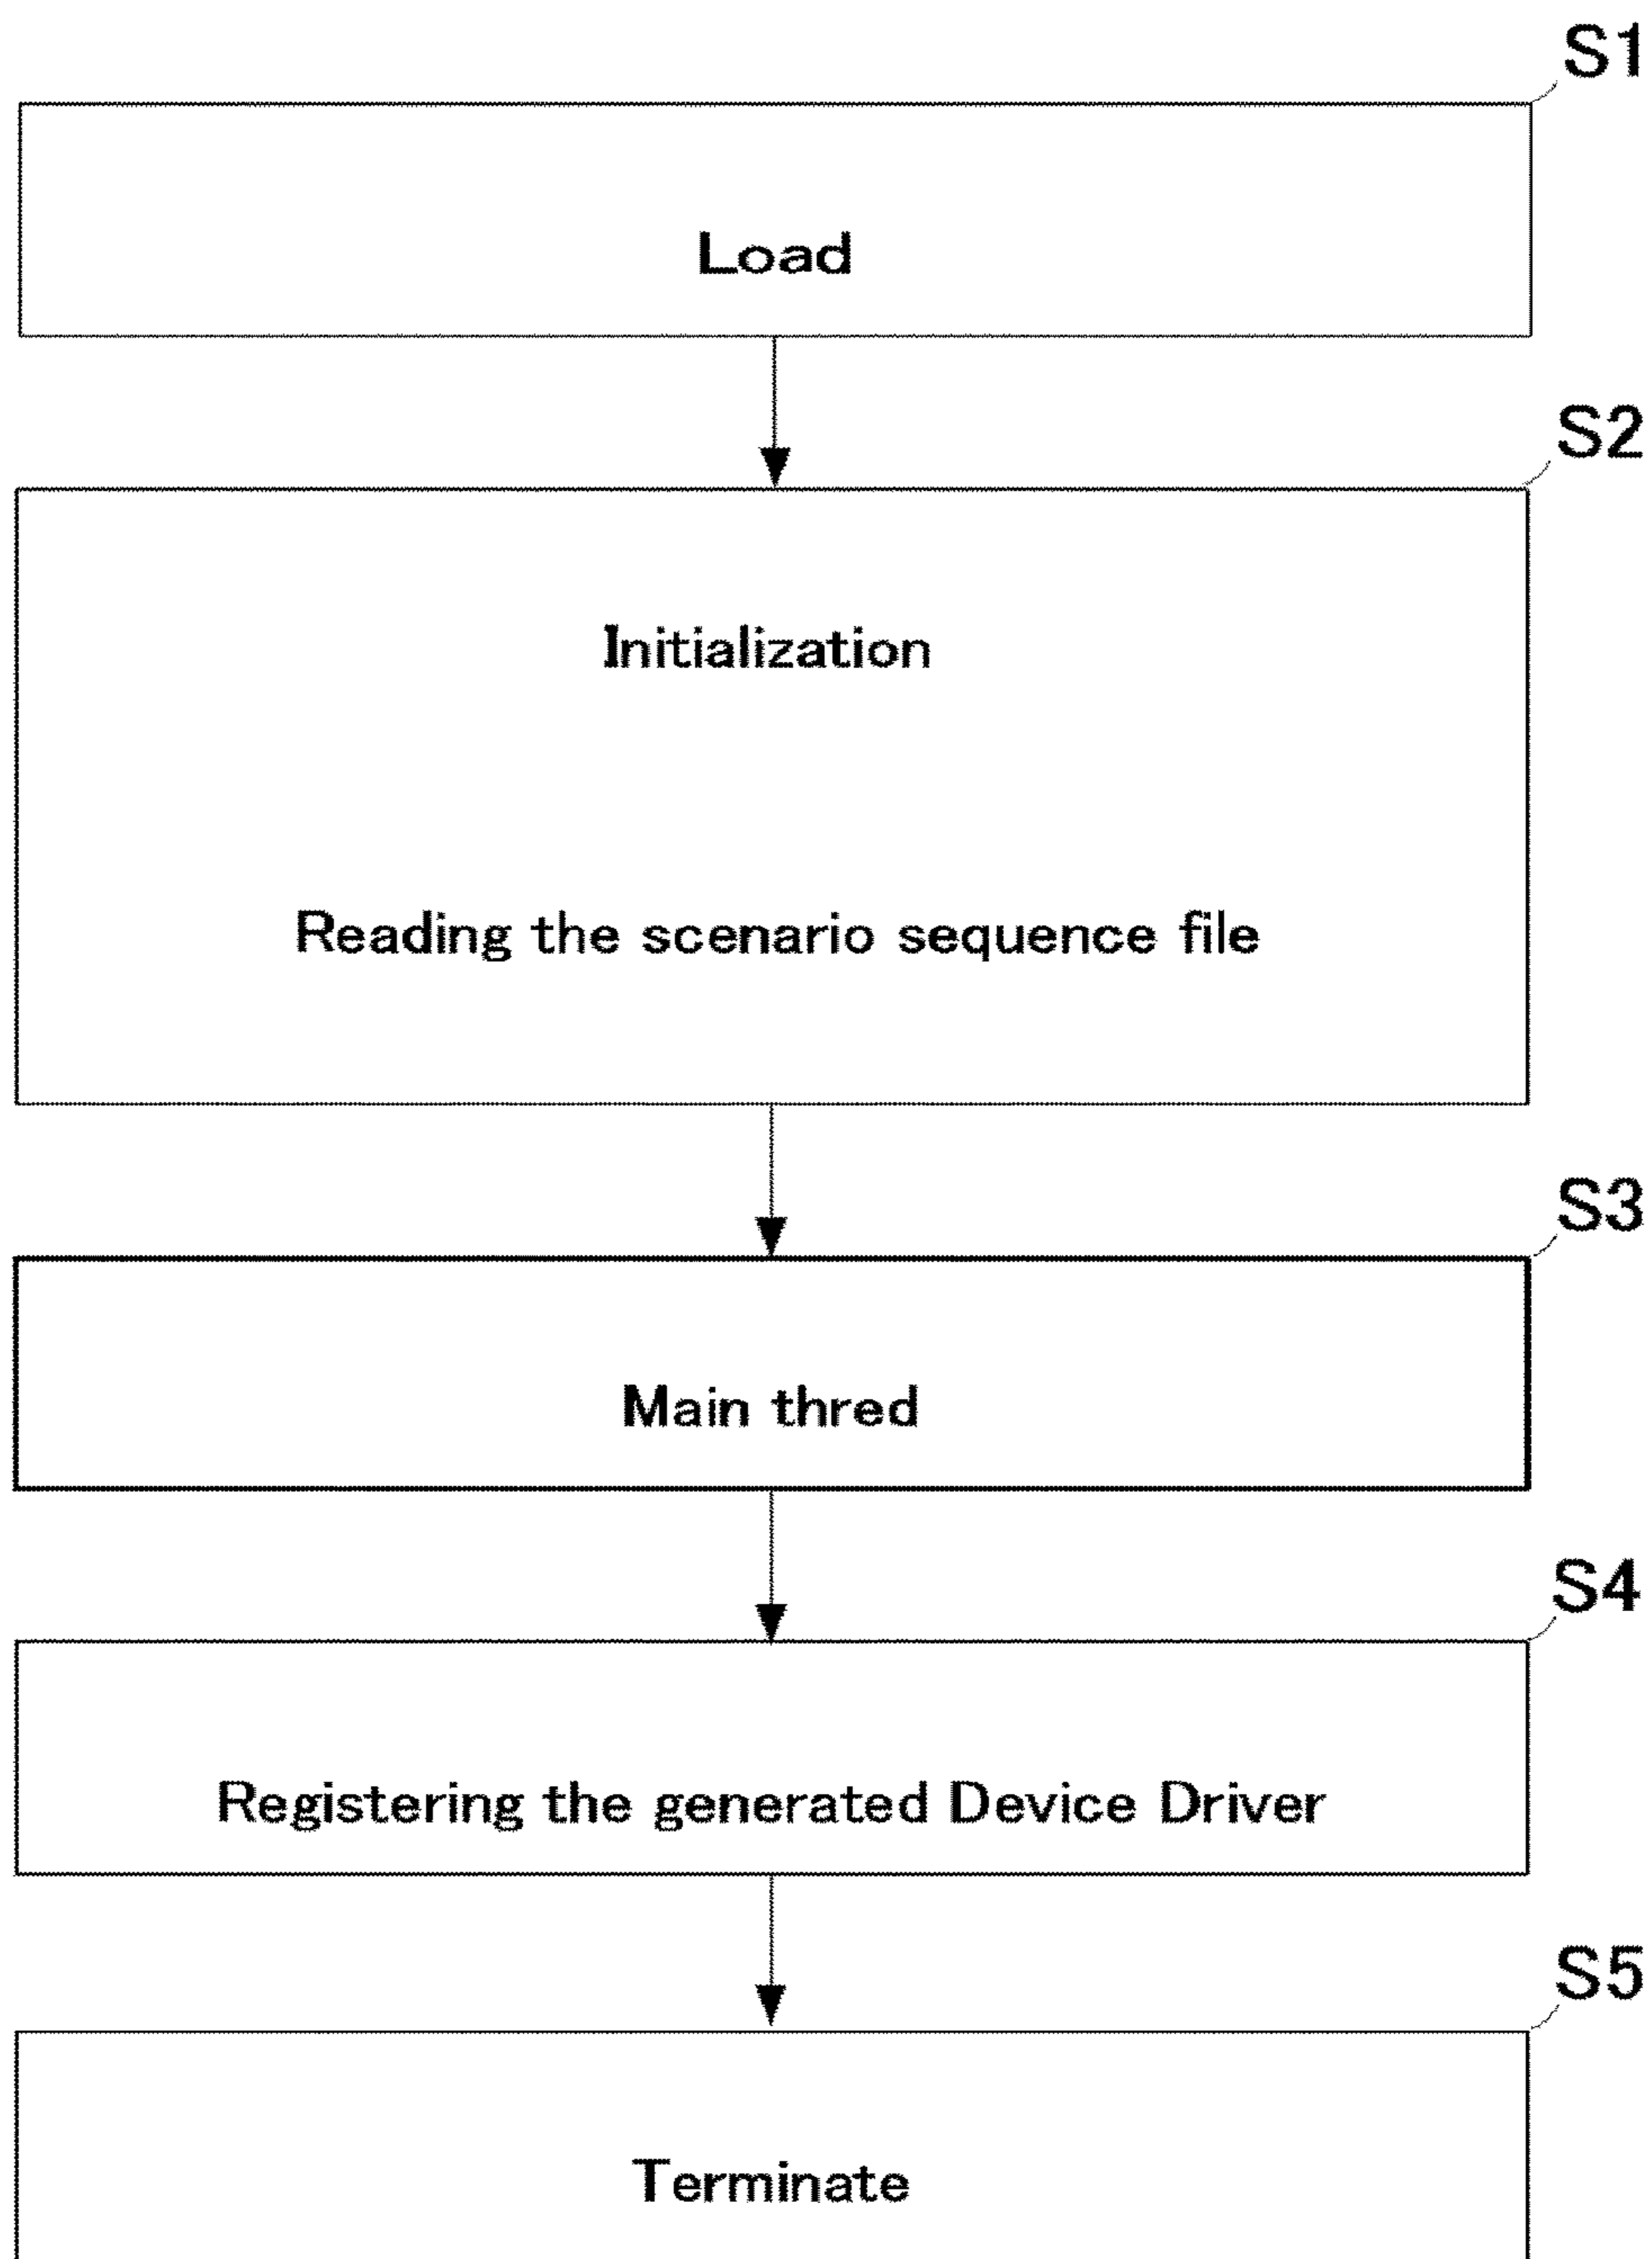 S1
Load
S2
Initialization
Reading the scenario sequence file
S3
Main thred
S4
Registering the generated Device Driver
S5
Terminate